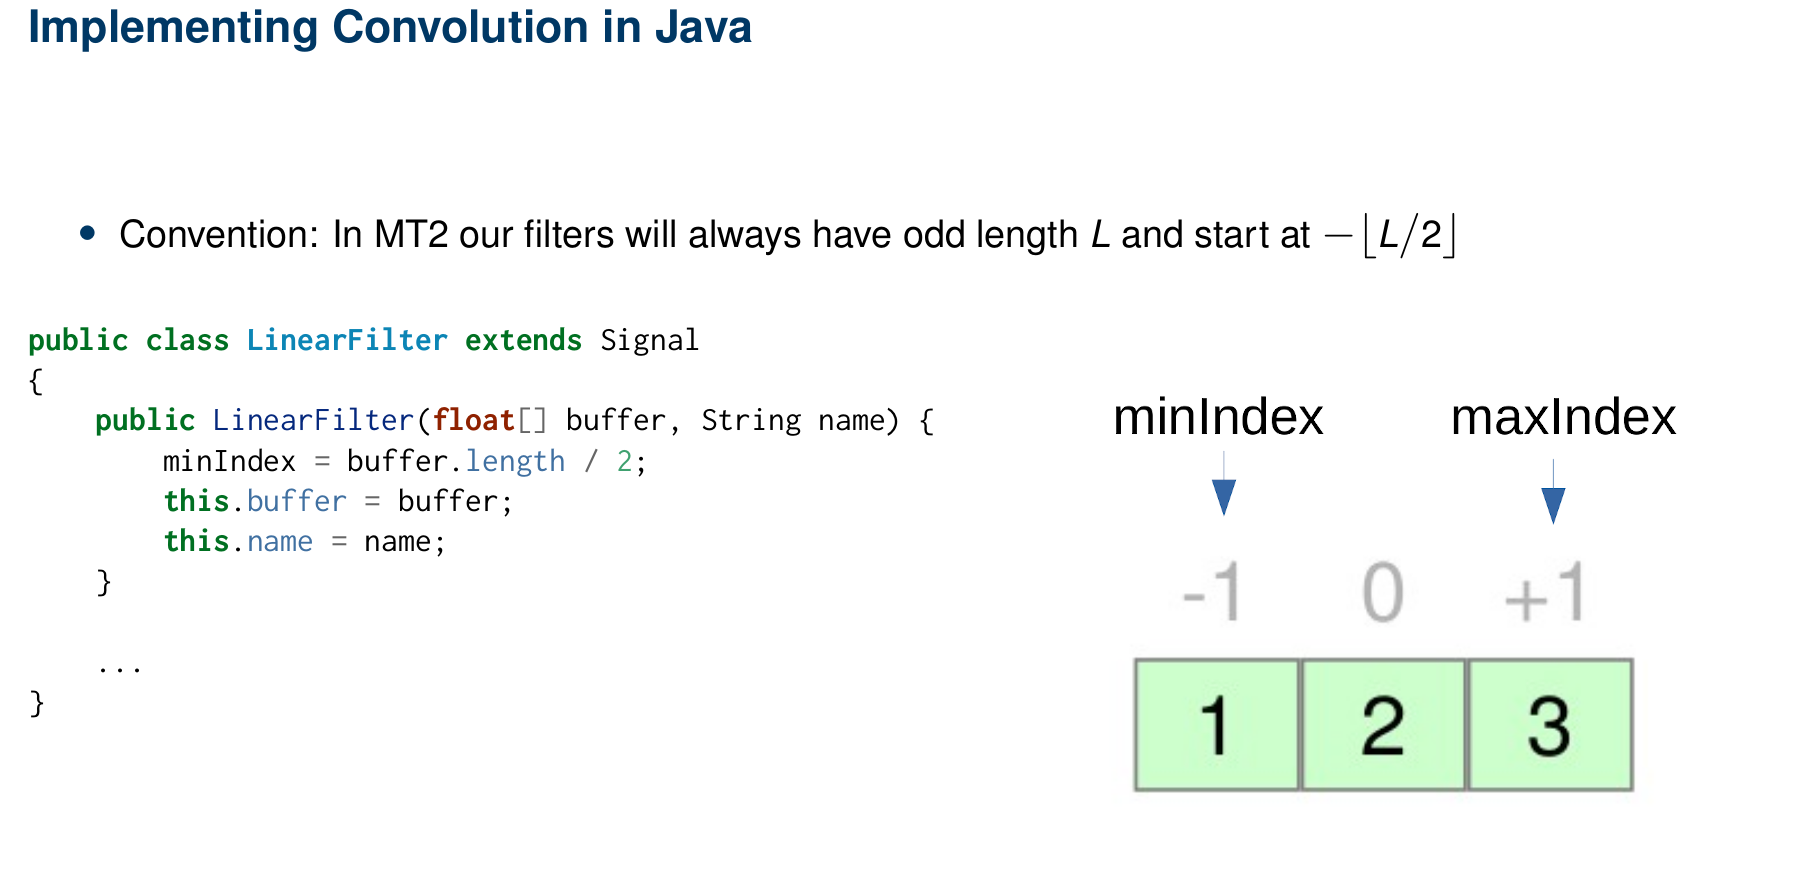 Implementing Convolution in Java
• Convention: In MT2 our filters will always have odd length L and start at −⌊L/2⌋
public class LinearFilter extends Signal
{
    public LinearFilter(float[] buffer, String name) {
        minIndex = buffer.length / 2;
        this.buffer = buffer;
        this.name = name;
    }
    ...
}
minIndex maxIndex
-1 0 +1
1 2 3